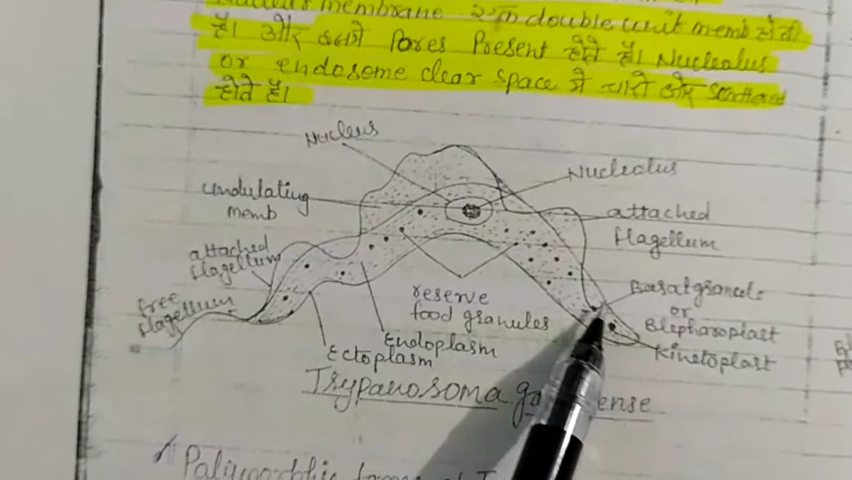 membrane एक double unit memb होती
है। और इसमें Pores Present होते है। Nucleolus
or endosome clear space में चारो ओर scattered
होते है।
Nucleus
Nucleolus
undulating
memb
attached
flagellum
attached
flagellum
free
flagellum
reserve
food granules
Basal granule
or
Blepharoplast
Kinetoplast
Endoplasm
Ectoplasm
Trypanosoma